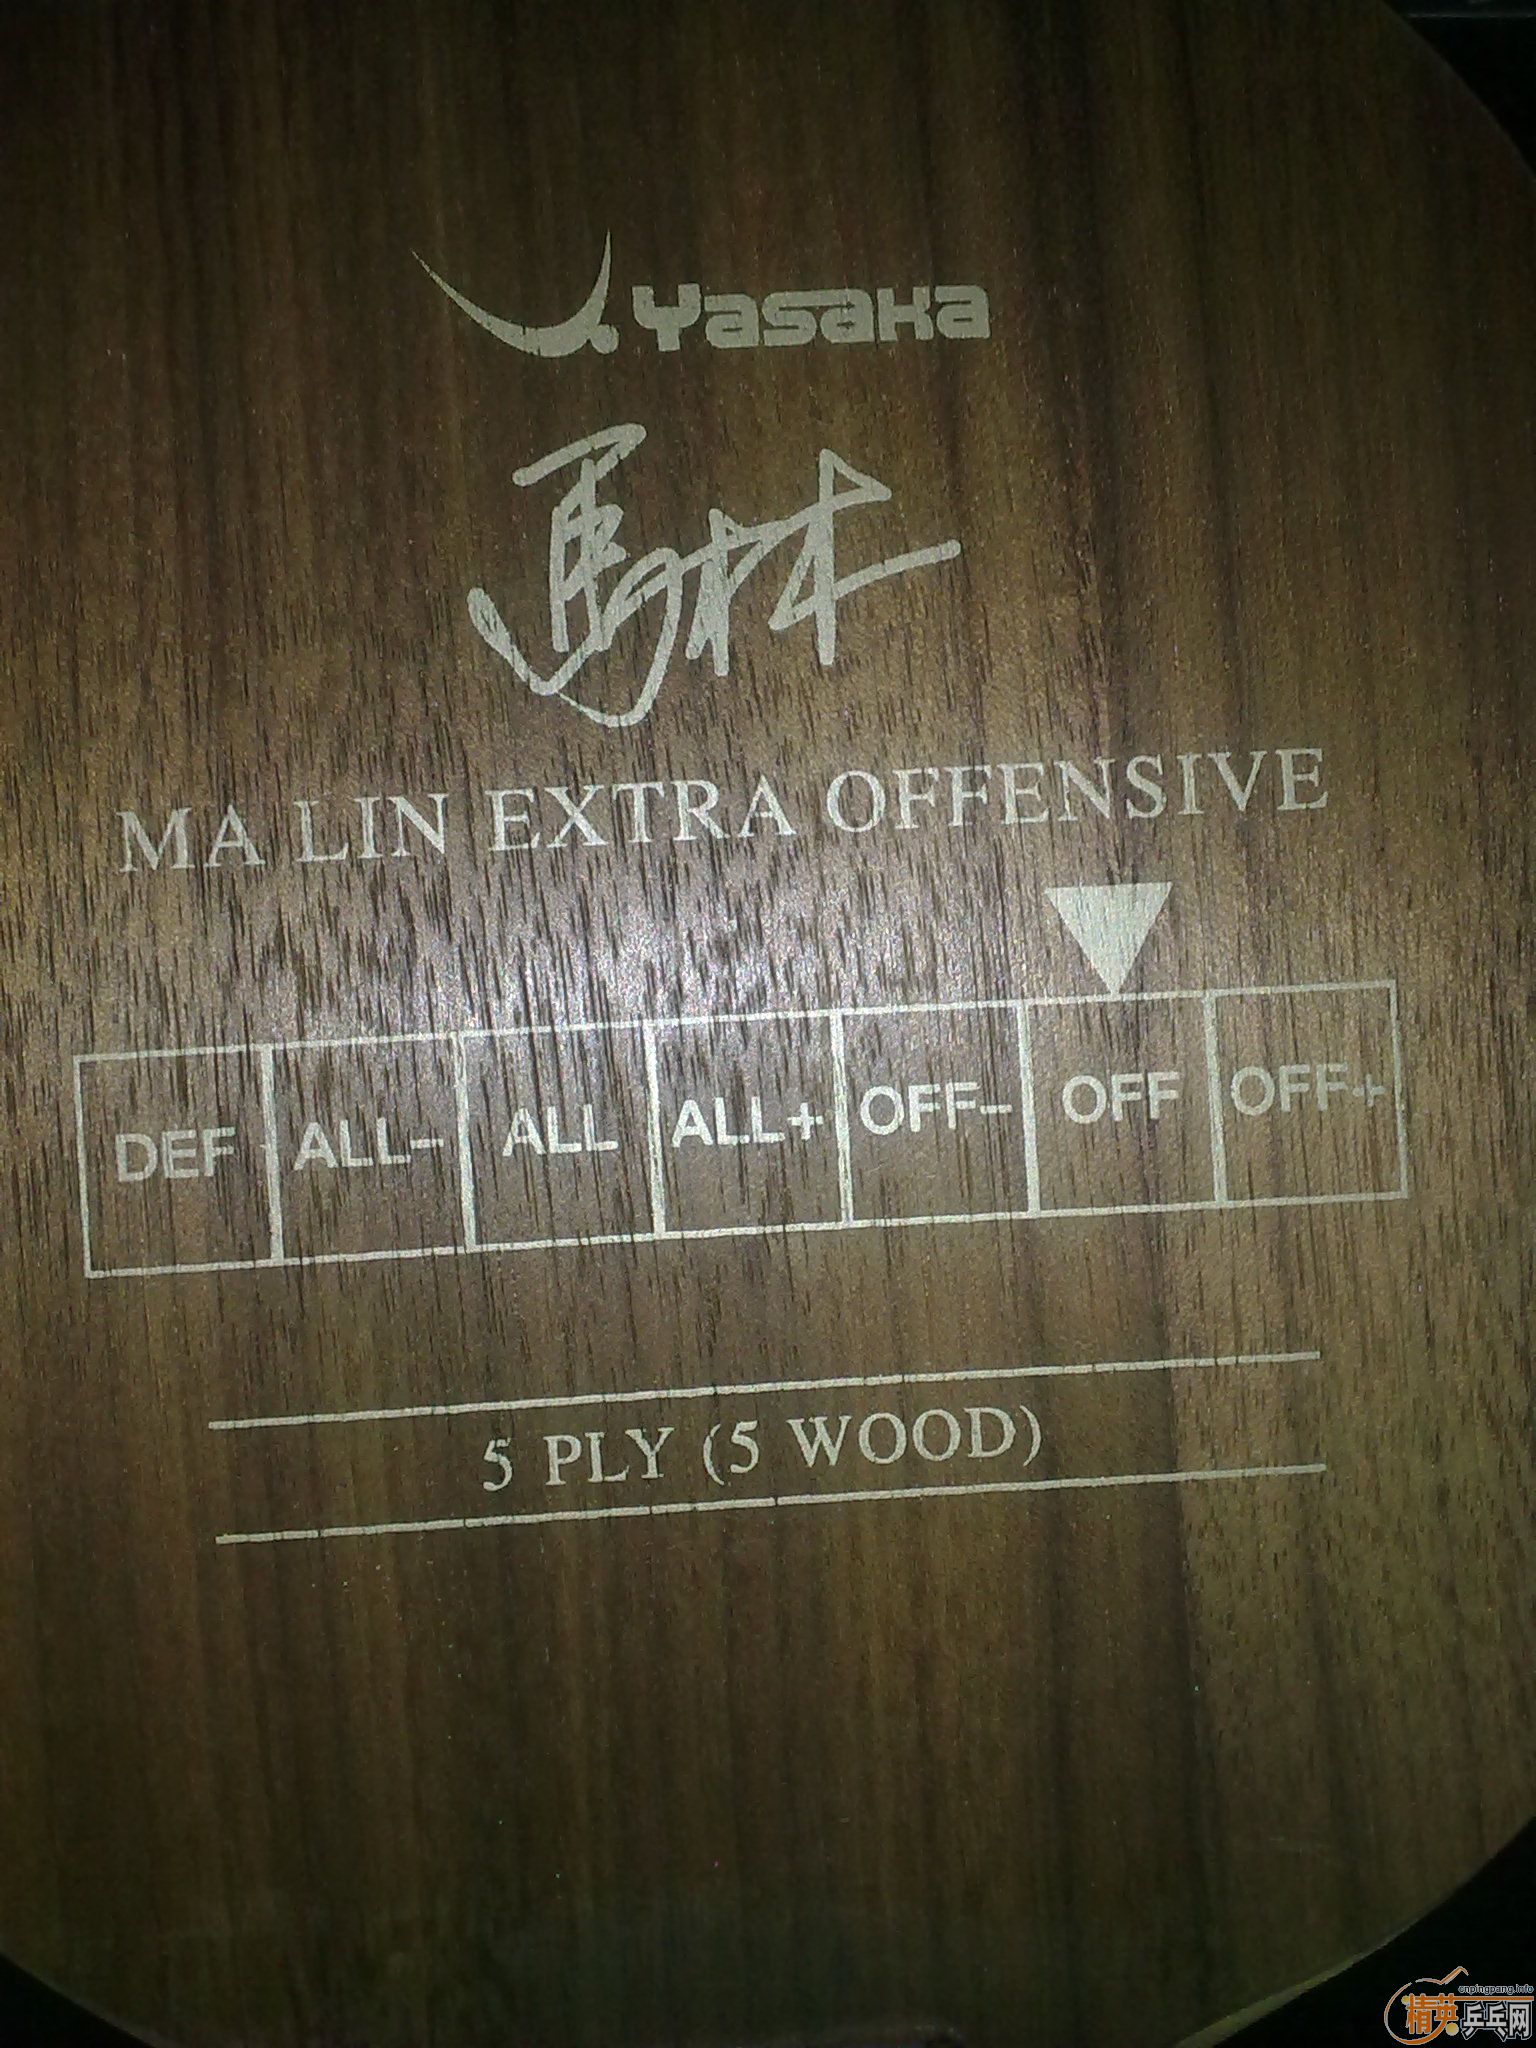 Yasaka
馬林
MA LIN EXTRA OFFENSIVE
DEF ALL- ALL ALL+ OFF- OFF OFF+
5 PLY (5 WOOD)
cnpingpang.info
精英乒乓网